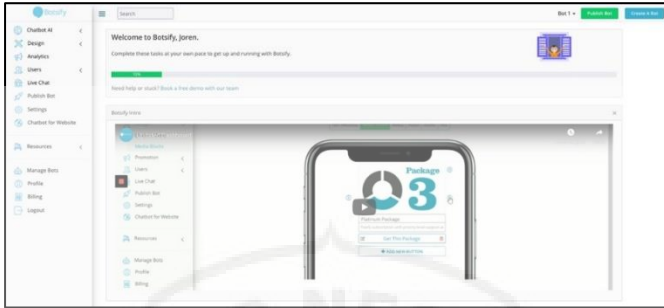 Botsify
Search
Bot 1
Publish Bot
Create A Bot
Chatbot AI
Design
Analytics
Users
Live Chat
Publish Bot
Settings
Chatbot for Website
Resources
Manage Bots
Profile
Billing
Logout
Welcome to Botsify, Joren.
Complete these tasks at your own pace to get up and running with Botsify.
Need help or stuck? Book a free demo with our team
Botsify Intro
Media Blocks
Promotion
Users
Live Chat
Publish Bot
Settings
Chatbot for Website
Resources
Manage Bots
Profile
Billing
Package
3
Platinum Package
Get This Package
Add new BUTTON